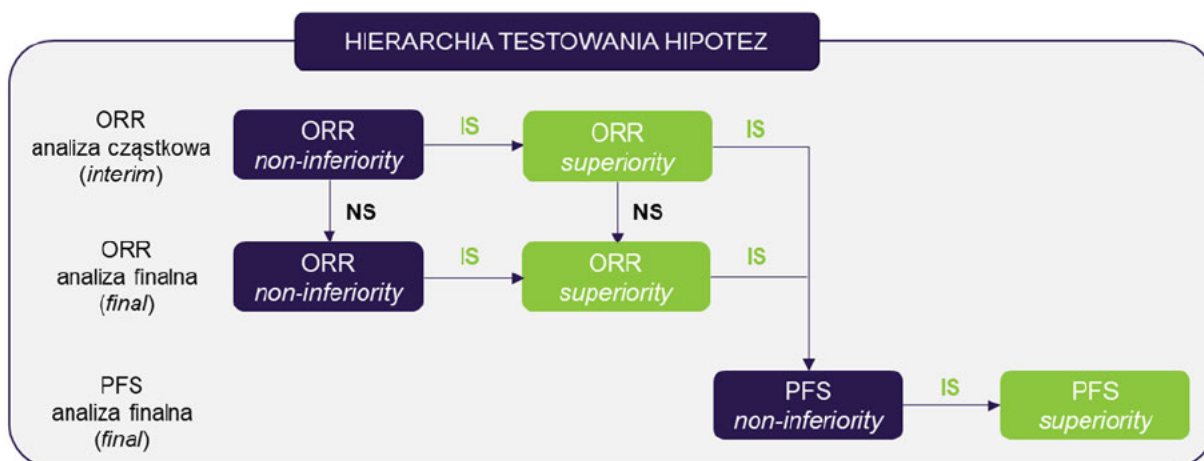 HIERARCHIA TESTOWANIA HIPOTEZ
ORR
analiza cząstkowa
(interim)
ORR
non-inferiority
IS
ORR
superiority
IS
NS
NS
ORR
analiza finalna
(final)
ORR
non-inferiority
IS
ORR
superiority
IS
PFS
analiza finalna
(final)
PFS
non-inferiority
IS
PFS
superiority